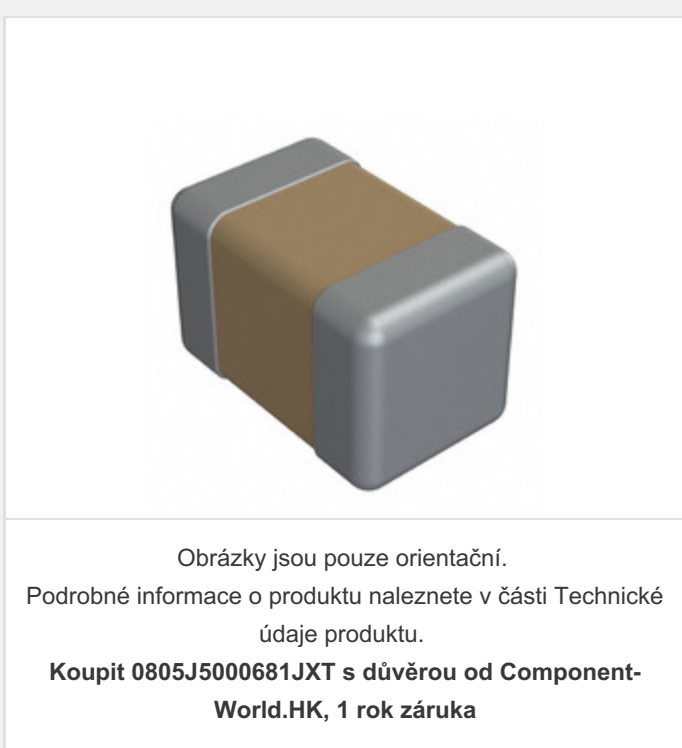 Obrázky jsou pouze orientační.
Podrobné informace o produktu naleznete v části Technické
údaje produktu.
Koupit 0805J5000681JXT s důvěrou od Component-
World.HK, 1 rok záruka